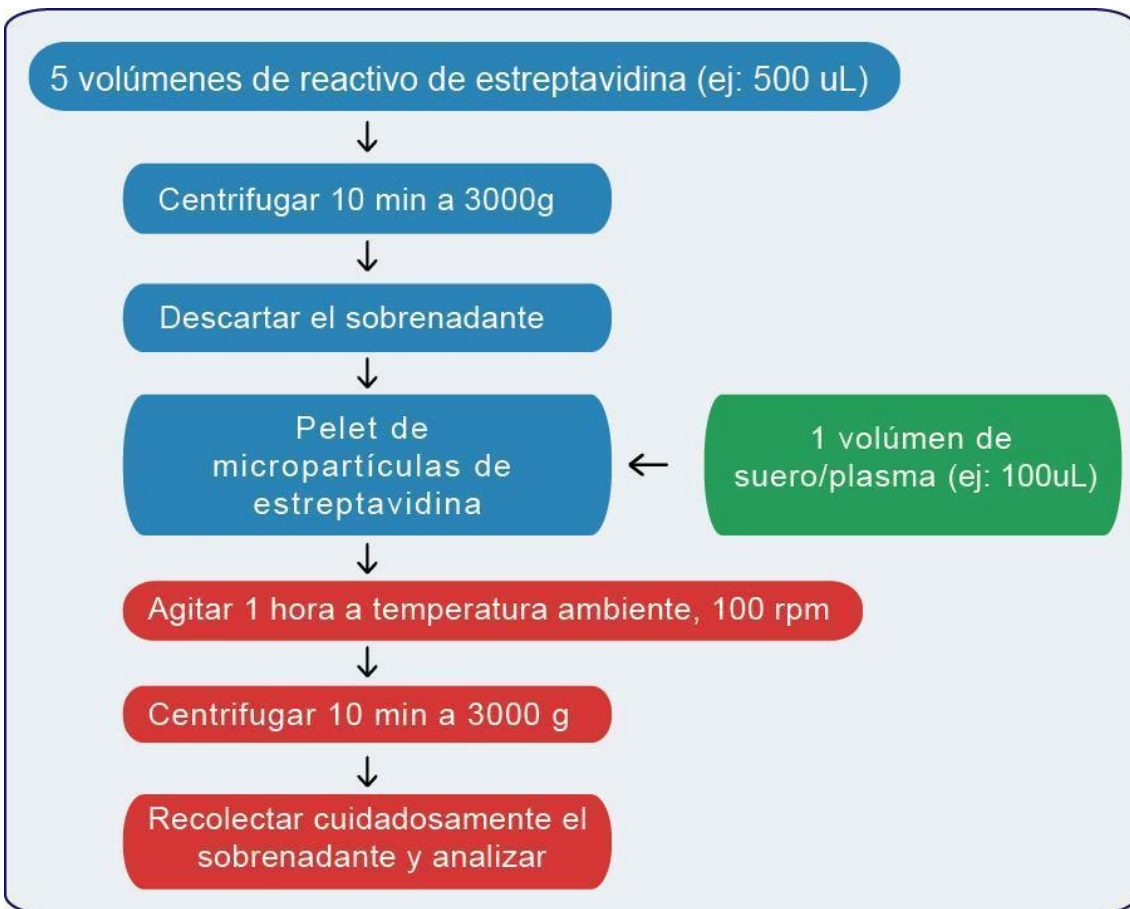 5 volúmenes de reactivo de estreptavidina (ej: 500 uL)
Centrifugar 10 min a 3000g
Descartar el sobrenadante
Pelet de
micropartículas de
estreptavidina
1 volúmen de
suero/plasma (ej: 100uL)
Agitar 1 hora a temperatura ambiente, 100 rpm
Centrifugar 10 min a 3000 g
Recolectar cuidadosamente el
sobrenadante y analizar